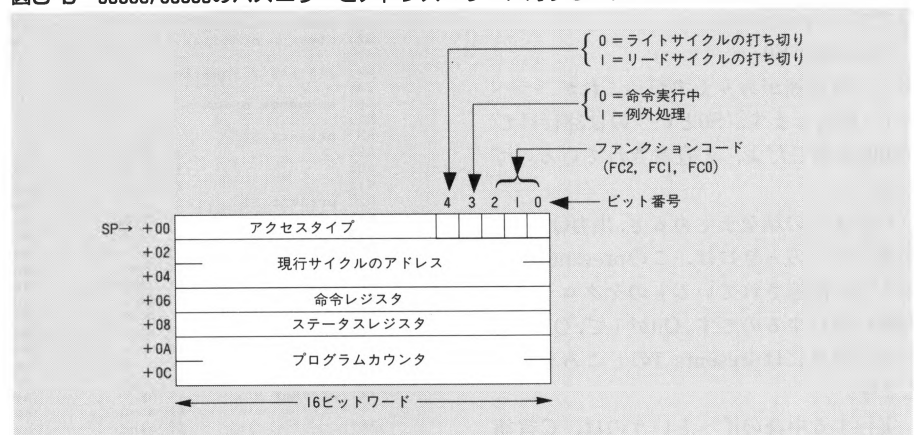 0=ライトサイクルの打ち切り
1=リードサイクルの打ち切り
0=命令実行中
1=例外処理
ファンクションコード
(FC2, FC1, FC0)
4 3 2 1 0 ビット番号
SP→ +00 アクセスタイプ
+02
現行サイクルのアドレス
+04
+06 命令レジスタ
+08 ステータスレジスタ
+0A
プログラムカウンタ
+0C
16ビットワード